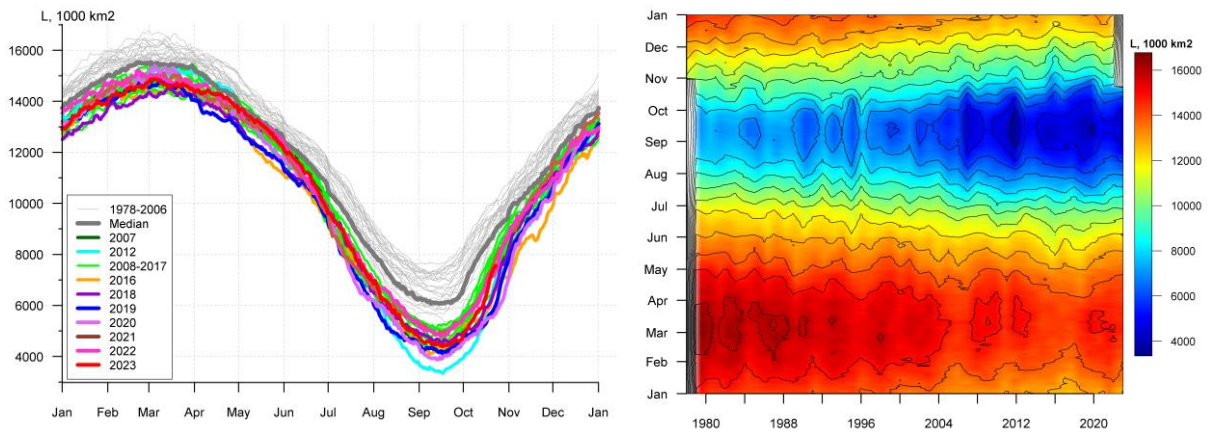 L, 1000 km2
16000
14000
12000
10000
8000
6000
4000
1978-2006
Median
2007
2012
2008-2017
2016
2018
2019
2020
2021
2022
2023
Jan Feb Mar Apr May Jun Jul Aug Sep Oct Nov Dec Jan
Jan
Dec
Nov
Oct
Sep
Aug
Jul
Jun
May
Apr
Mar
Feb
Jan
1980 1988 1996 2004 2012 2020
L, 1000 km2
16000
14000
12000
10000
8000
6000
4000